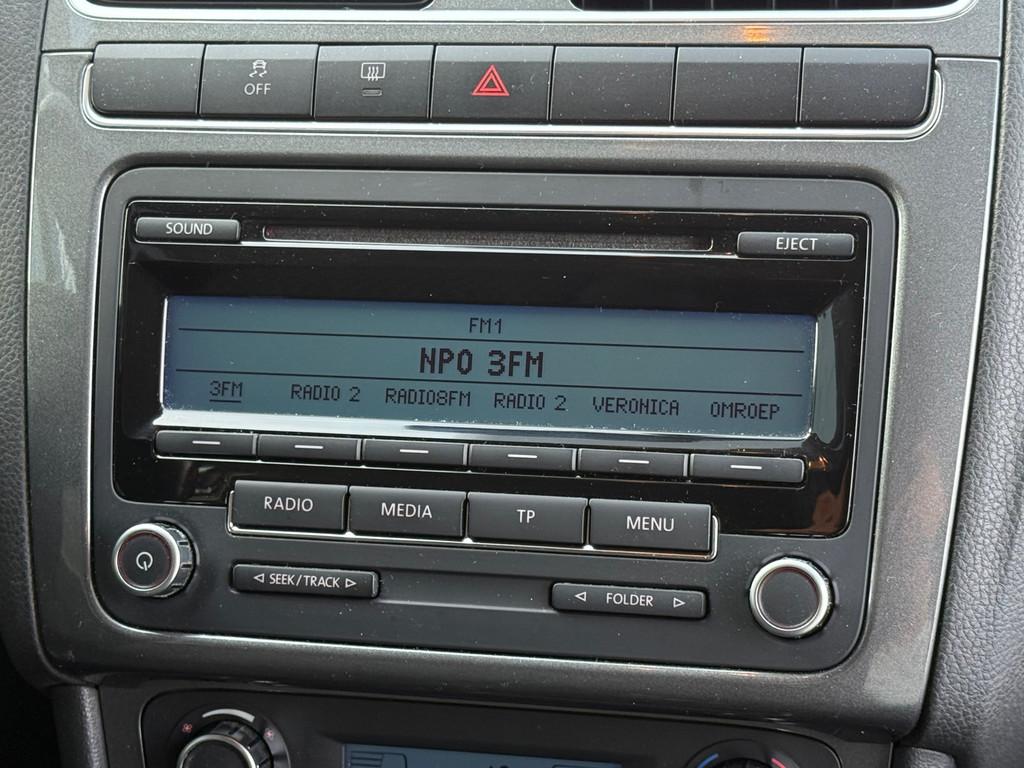 OFF
SOUND
EJECT
FM1
NPO 3FM
3FM RADIO 2 RADIO8FM RADIO 2 VERONICA OMROEP
RADIO MEDIA TP MENU
SEEK/TRACK FOLDER